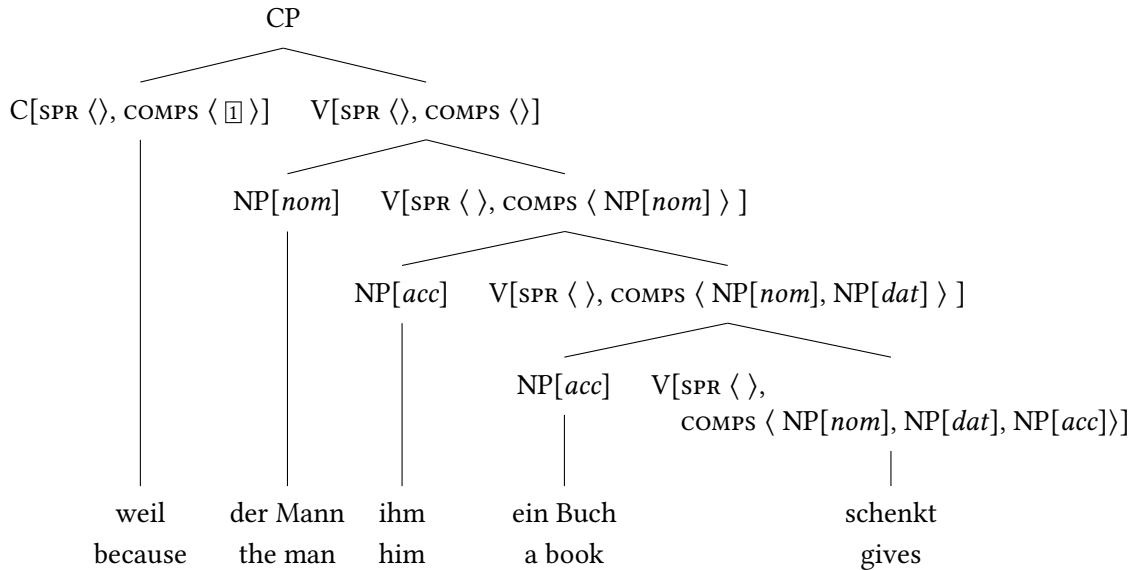 CP
C[SPR ⟨⟩, COMPS ⟨ 1 ⟩] V[SPR ⟨⟩, COMPS ⟨⟩]
NP[nom] V[SPR ⟨ ⟩, COMPS ⟨ NP[nom] ⟩ ]
NP[acc] V[SPR ⟨ ⟩, COMPS ⟨ NP[nom], NP[dat] ⟩ ]
NP[acc] V[SPR ⟨ ⟩,
COMPS ⟨ NP[nom], NP[dat], NP[acc]⟩]
weil der Mann ihm ein Buch schenkt
because the man him a book gives